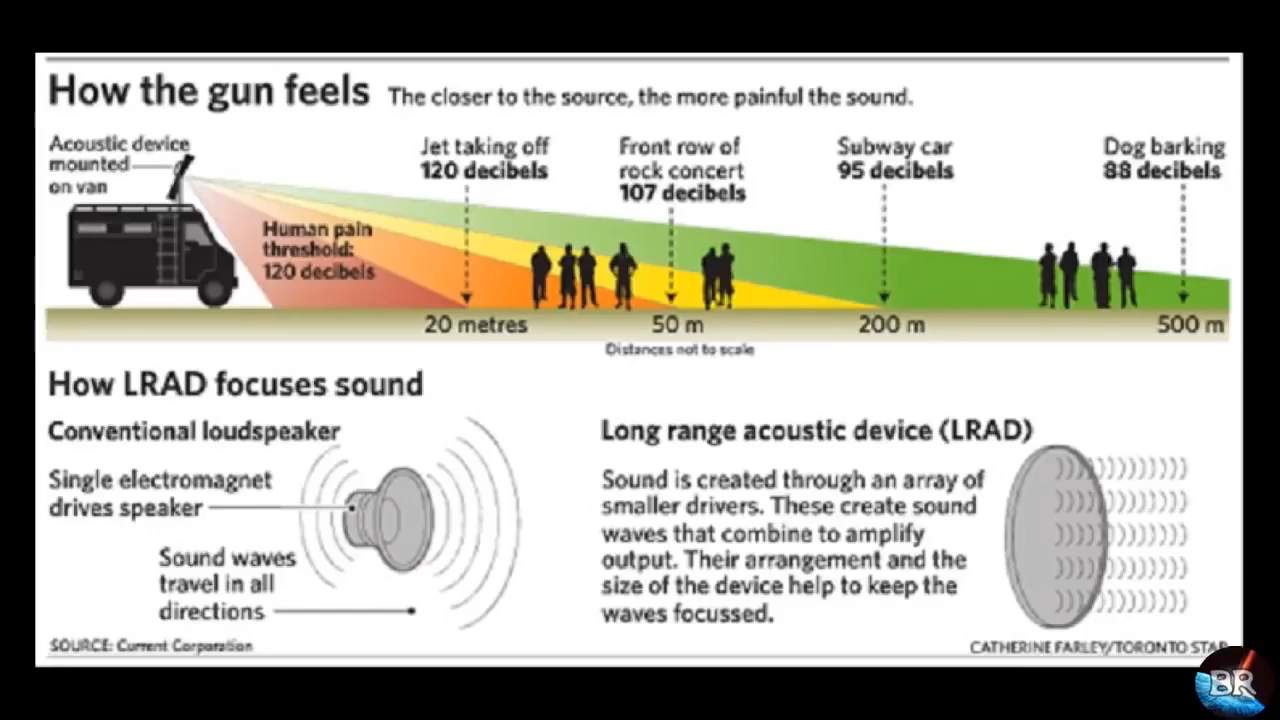 How the gun feels The closer to the source, the more painful the sound.
Acoustic device
mounted
on van
Jet taking off
120 decibels
Front row of
rock concert
107 decibels
Subway car
95 decibels
Dog barking
88 decibels
Human pain
threshold:
120 decibels
20 metres
50 m
200 m
500 m
Distances not to scale
How LRAD focuses sound
Conventional loudspeaker
Single electromagnet
drives speaker
Sound waves
travel in all
directions
Long range acoustic device (LRAD)
Sound is created through an array of
smaller drivers. These create sound
waves that combine to amplify
output. Their arrangement and the
size of the device help to keep the
waves focussed.
SOURCE: Current Corporation
CATHERINE FARLEY/TORONTO STAR
BR